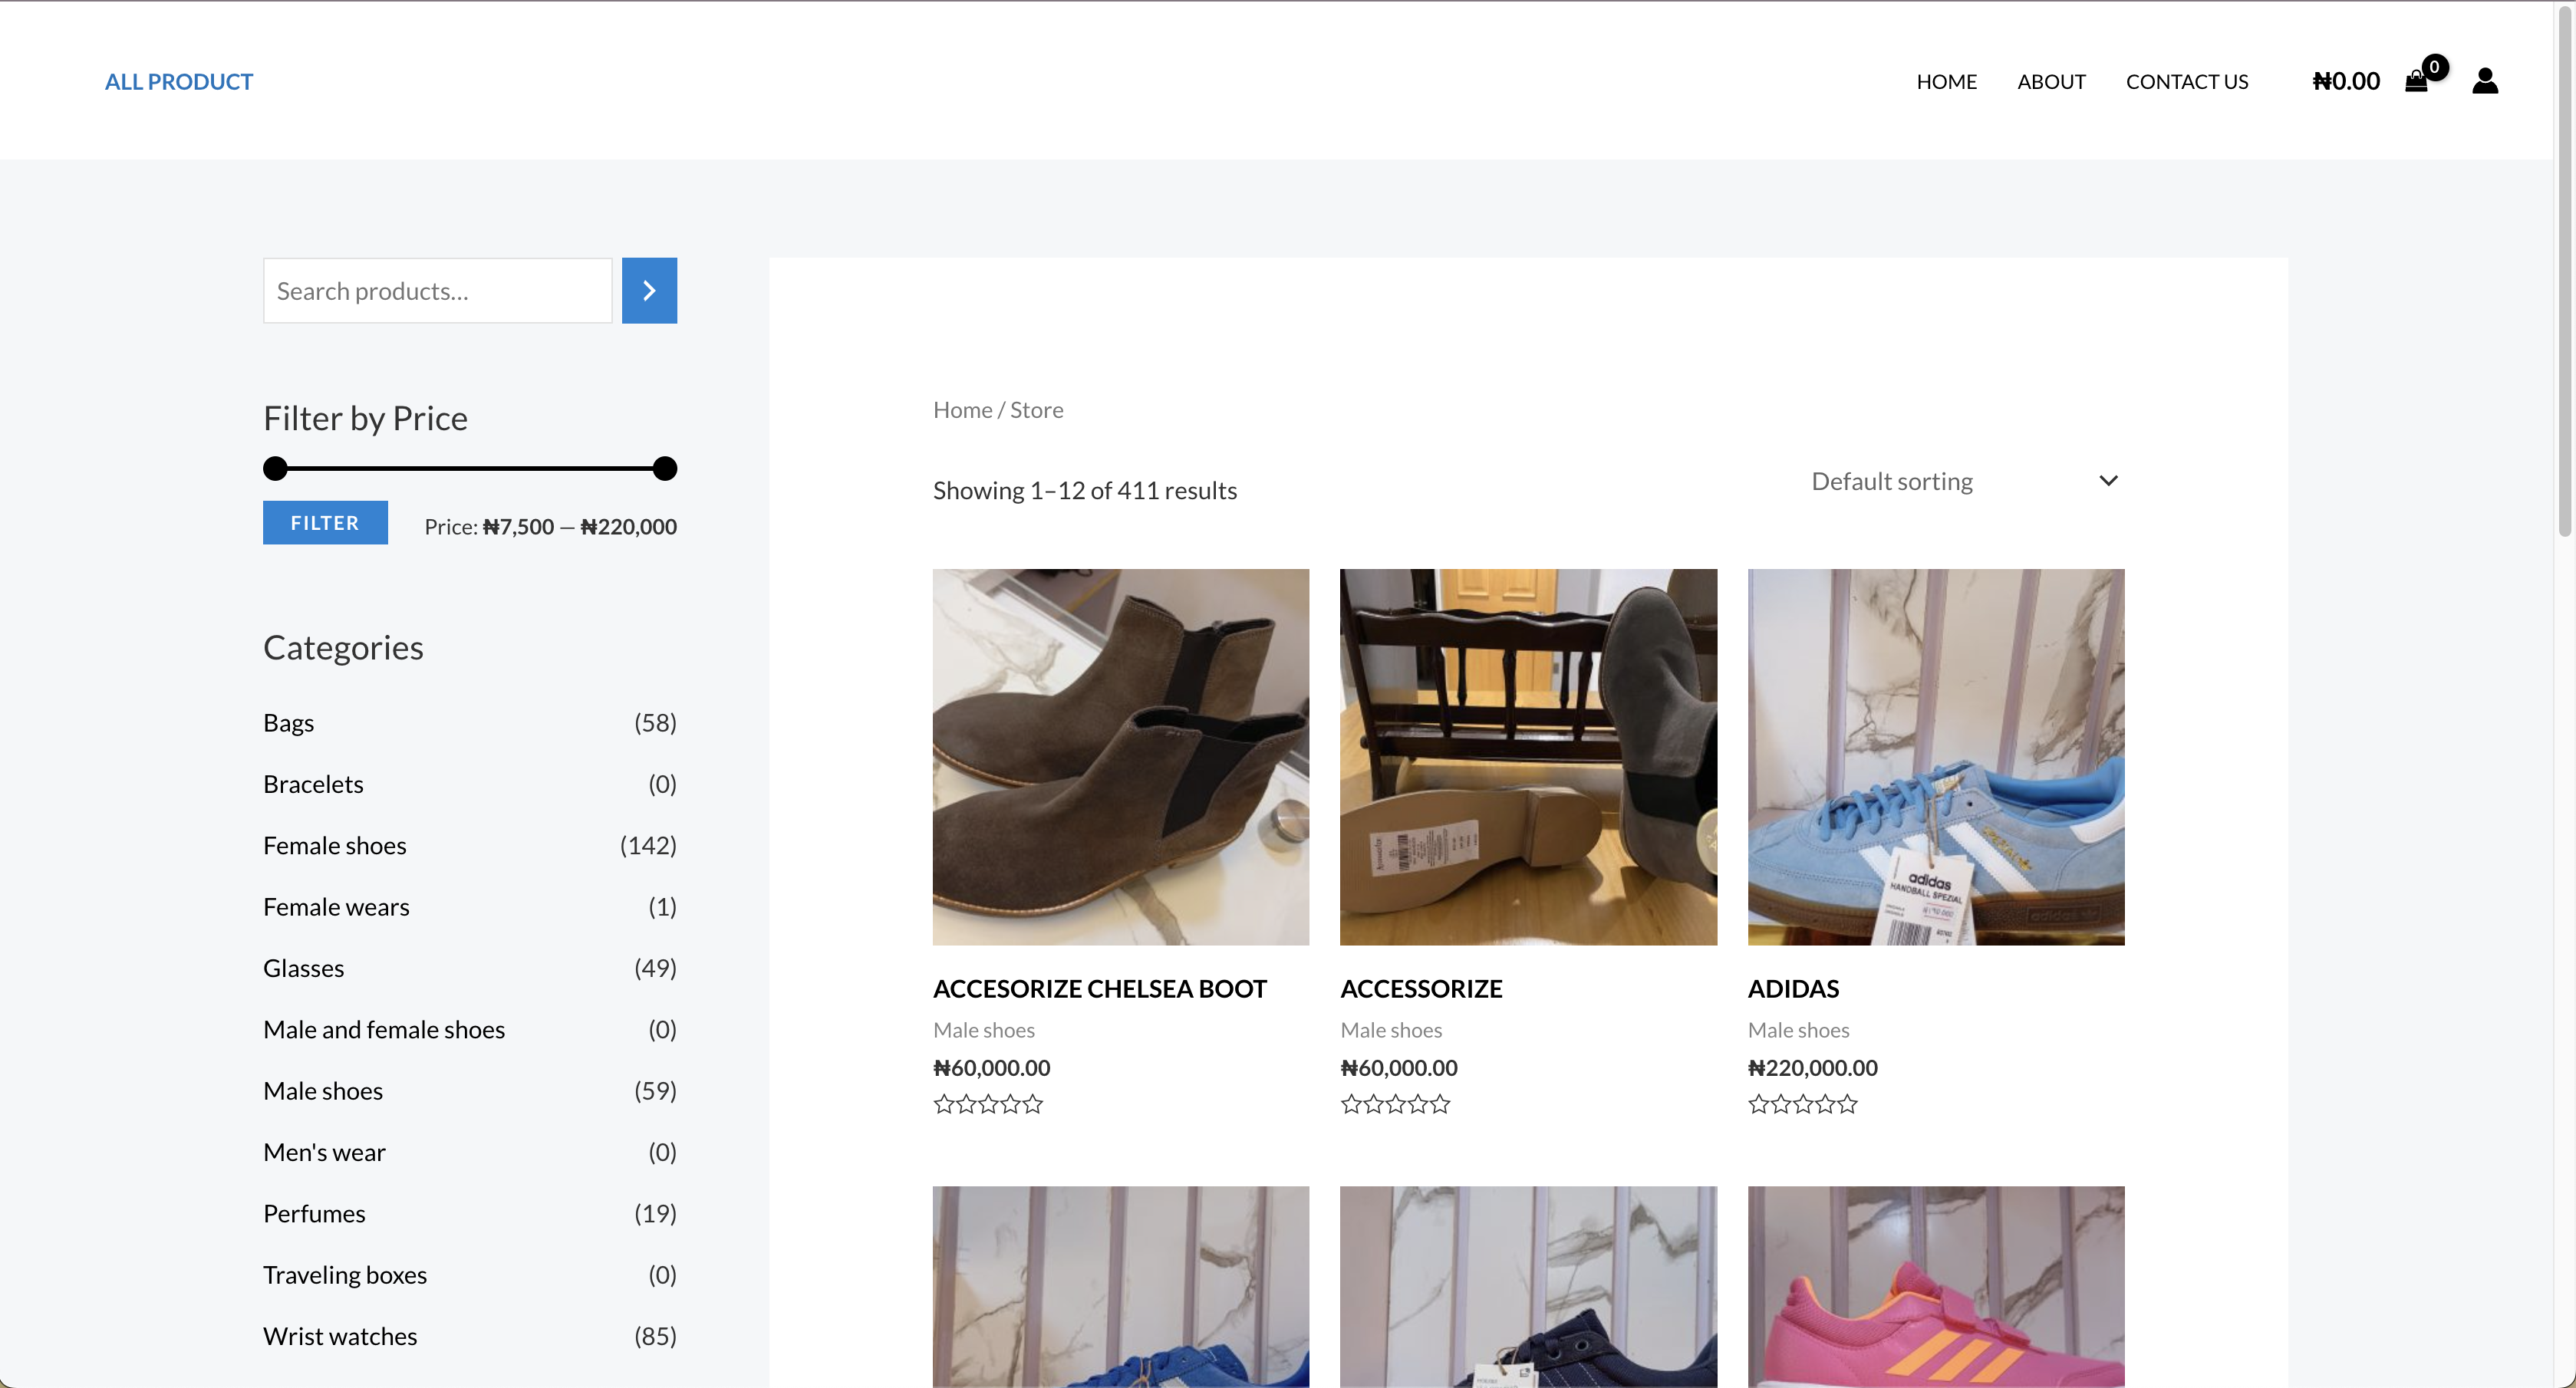 ALL PRODUCT
HOME ABOUT CONTACT US ₦0.00 0
Search products…
Filter by Price
FILTER Price: ₦7,500 — ₦220,000
Categories
Bags (58)
Bracelets (0)
Female shoes (142)
Female wears (1)
Glasses (49)
Male and female shoes (0)
Male shoes (59)
Men's wear (0)
Perfumes (19)
Traveling boxes (0)
Wrist watches (85)
Home / Store
Showing 1–12 of 411 results
Default sorting
adidas
HANDBALL SPEZIAL
adidas
ACCESORIZE CHELSEA BOOT
Male shoes
₦60,000.00
ACCESSORIZE
Male shoes
₦60,000.00
ADIDAS
Male shoes
₦220,000.00